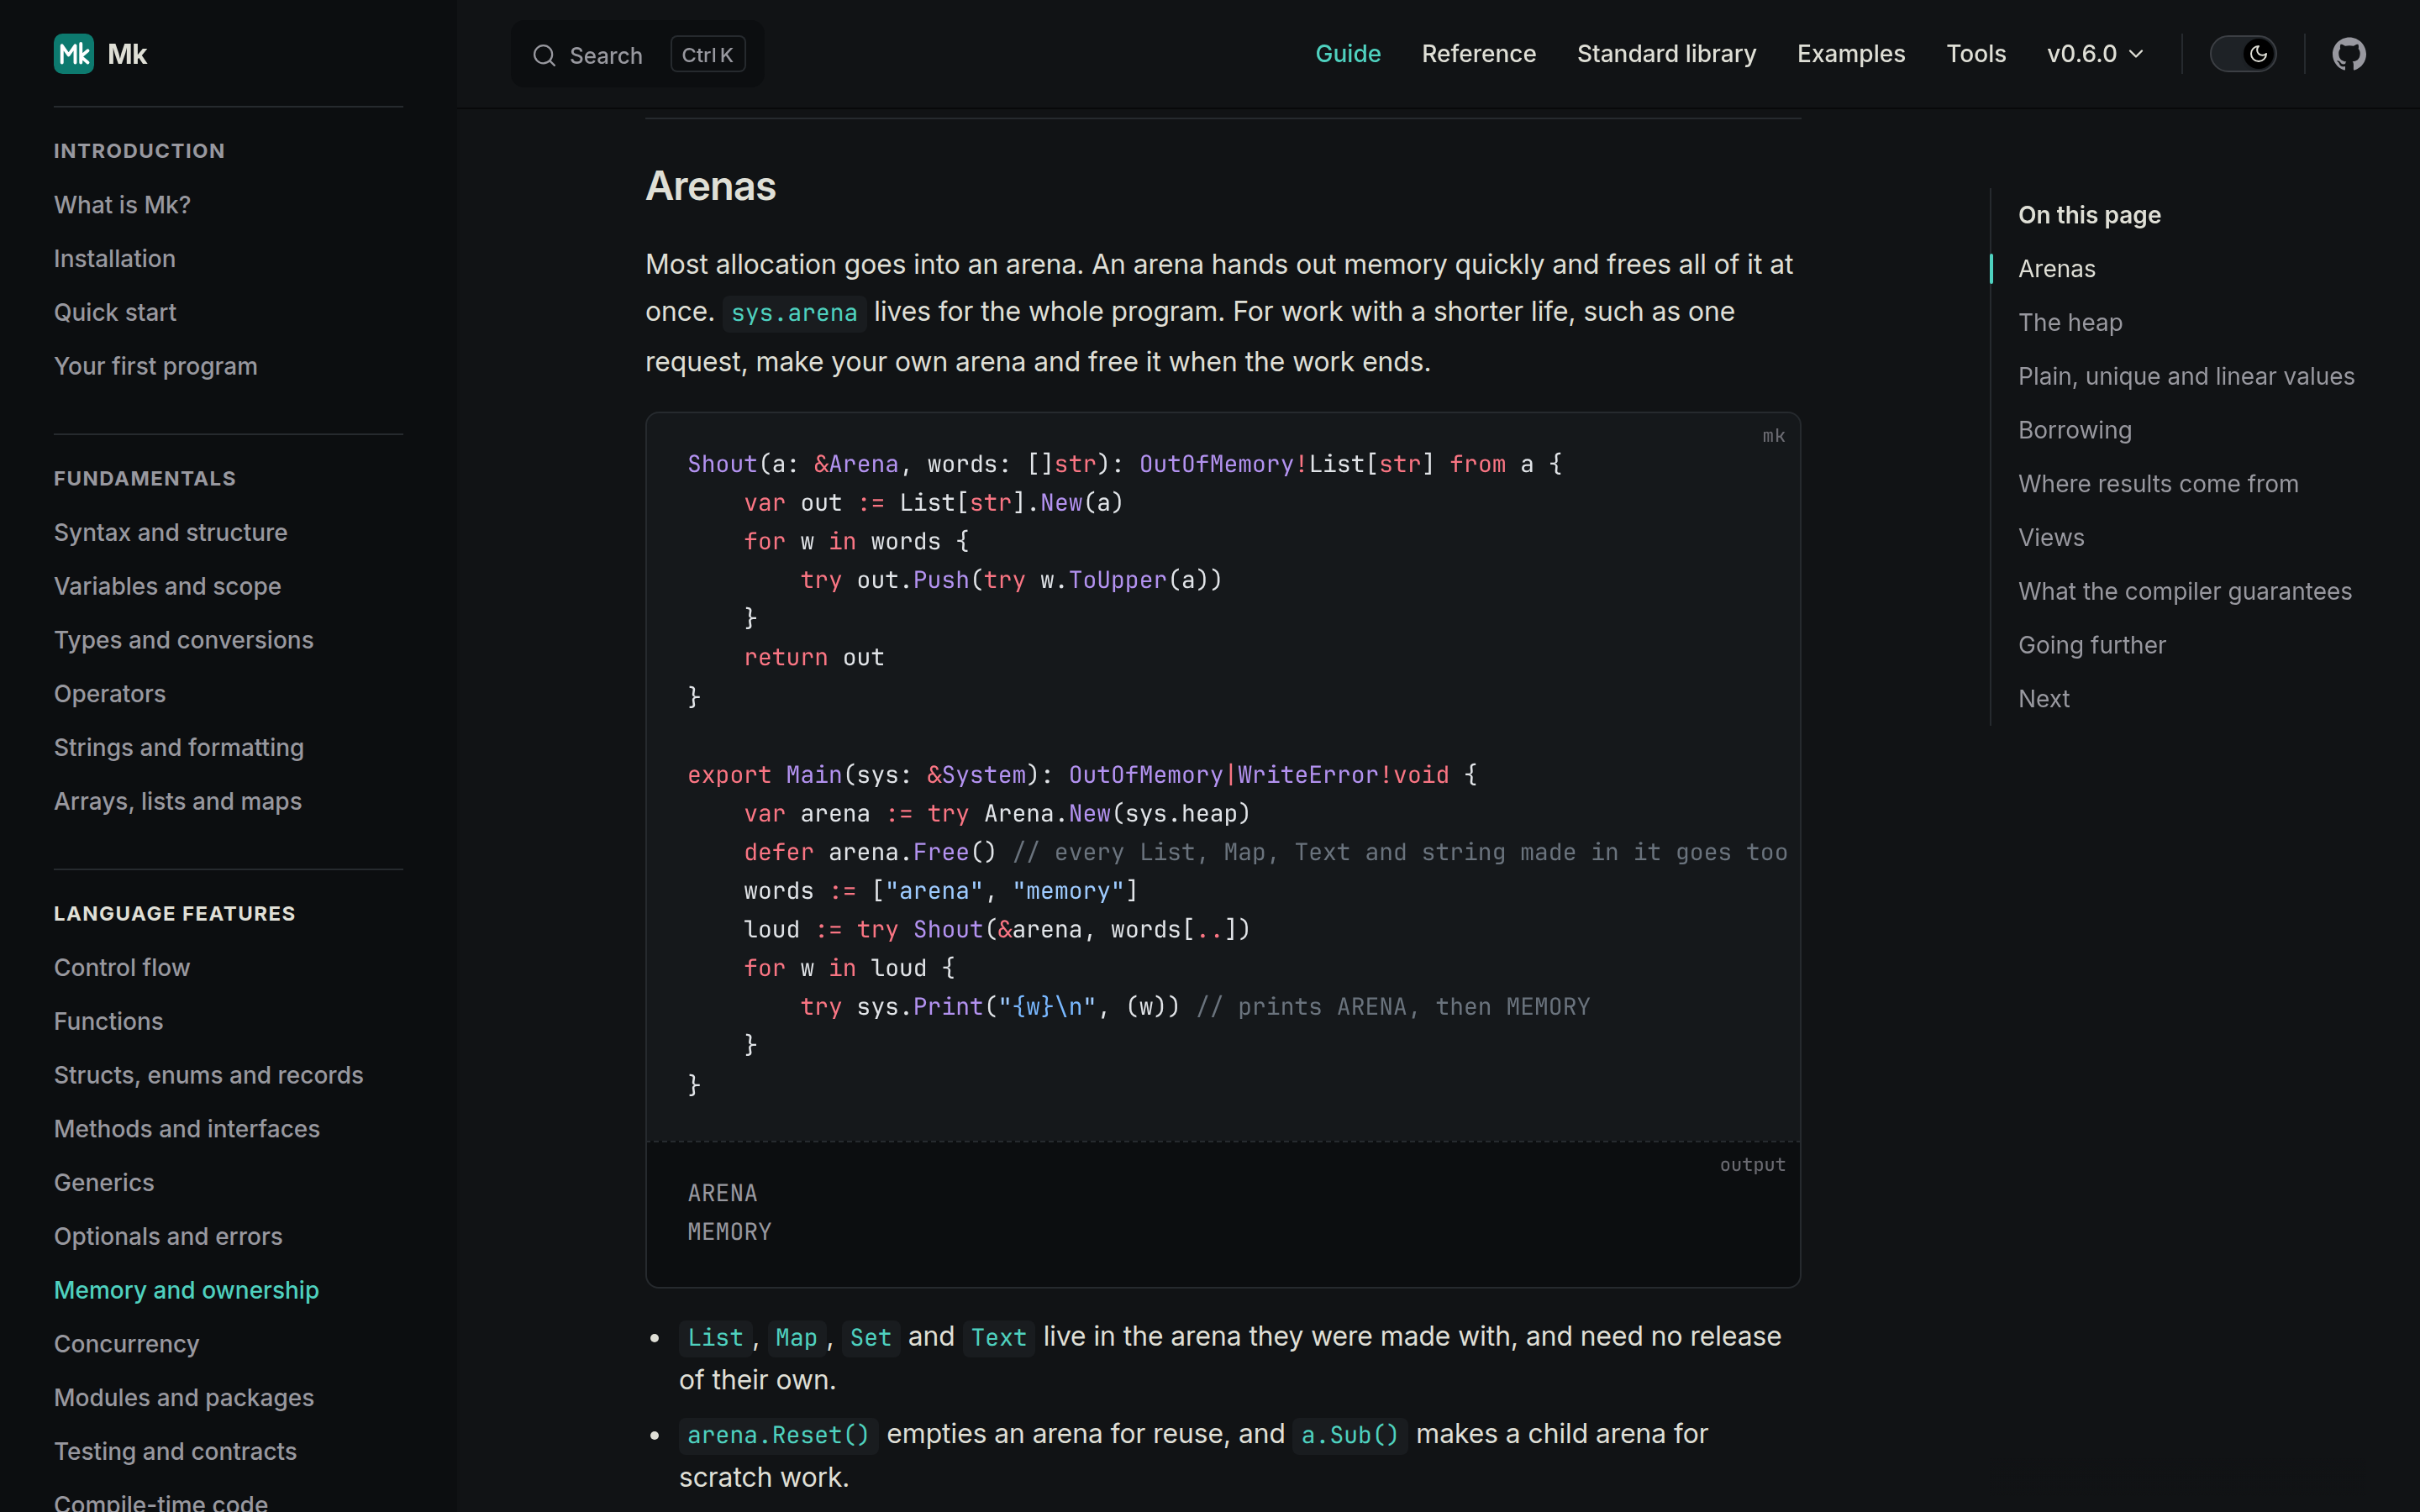 Mk Mk
Search Ctrl K
Guide Reference Standard library Examples Tools v0.6.0
INTRODUCTION
What is Mk?
Installation
Quick start
Your first program
FUNDAMENTALS
Syntax and structure
Variables and scope
Types and conversions
Operators
Strings and formatting
Arrays, lists and maps
LANGUAGE FEATURES
Control flow
Functions
Structs, enums and records
Methods and interfaces
Generics
Optionals and errors
Memory and ownership
Concurrency
Modules and packages
Testing and contracts
Compile-time code
Arenas
Most allocation goes into an arena. An arena hands out memory quickly and frees all of it at
once. sys.arena lives for the whole program. For work with a shorter life, such as one
request, make your own arena and free it when the work ends.
mk
Shout(a: &Arena, words: []str): OutOfMemory!List[str] from a {
    var out := List[str].New(a)
    for w in words {
        try out.Push(try w.ToUpper(a))
    }
    return out
}
export Main(sys: &System): OutOfMemory|WriteError!void {
    var arena := try Arena.New(sys.heap)
    defer arena.Free() // every List, Map, Text and string made in it goes too
    words := ["arena", "memory"]
    loud := try Shout(&arena, words[..])
    for w in loud {
        try sys.Print("{w}\n", (w)) // prints ARENA, then MEMORY
    }
}
output
ARENA
MEMORY
• List, Map, Set and Text live in the arena they were made with, and need no release
of their own.
• arena.Reset() empties an arena for reuse, and a.Sub() makes a child arena for
scratch work.
On this page
Arenas
The heap
Plain, unique and linear values
Borrowing
Where results come from
Views
What the compiler guarantees
Going further
Next